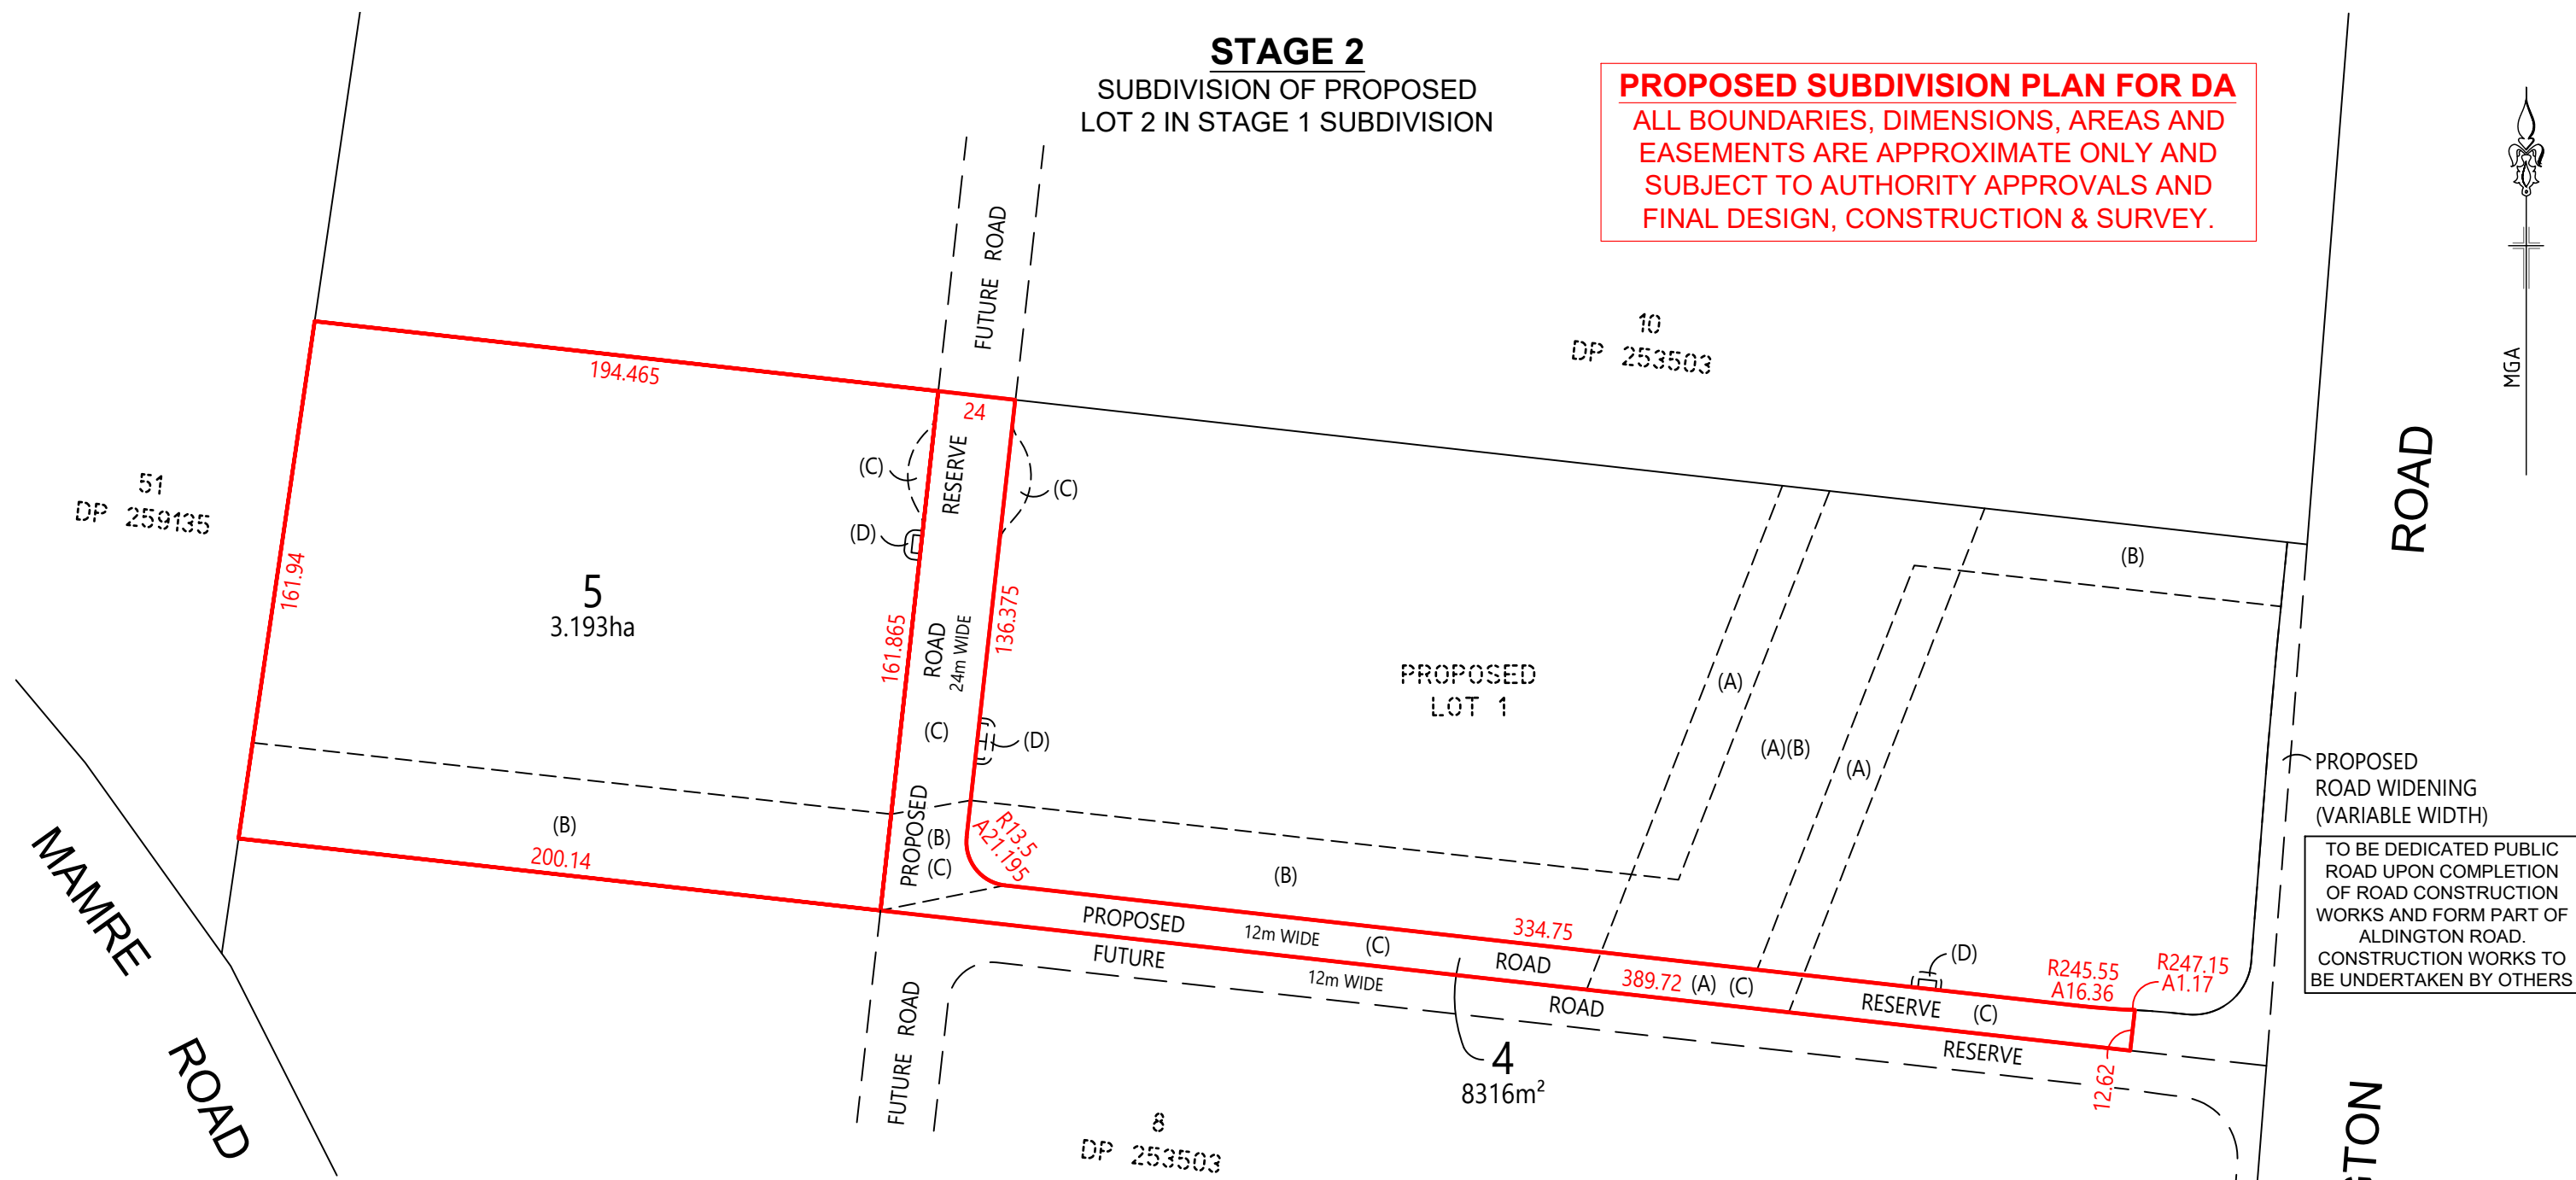 STAGE 2
SUBDIVISION OF PROPOSED
LOT 2 IN STAGE 1 SUBDIVISION
PROPOSED SUBDIVISION PLAN FOR DA
ALL BOUNDARIES, DIMENSIONS, AREAS AND
EASEMENTS ARE APPROXIMATE ONLY AND
SUBJECT TO AUTHORITY APPROVALS AND
FINAL DESIGN, CONSTRUCTION & SURVEY.
MGA
FUTURE ROAD
10
DP 253503
194.465
24
RESERVE
(C)
(C)
(D)
51
DP 259135
161.94
5
3.193ha
161.865
ROAD
24m WIDE
136.375
(C)
(D)
PROPOSED
LOT 1
(A)
(A)(B)
(A)
(B)
ROAD
PROPOSED
ROAD WIDENING
(VARIABLE WIDTH)
TO BE DEDICATED PUBLIC
ROAD UPON COMPLETION
OF ROAD CONSTRUCTION
WORKS AND FORM PART OF
ALDINGTON ROAD.
CONSTRUCTION WORKS TO
BE UNDERTAKEN BY OTHERS
(B)
200.14
PROPOSED
(B)
(C)
R13.5
A21.195
(B)
PROPOSED
12m WIDE
(C)
334.75
ROAD
389.72
(A) (C)
(D)
RESERVE
(C)
R245.55
A16.36
R247.15
A1.17
12.62
FUTURE
12m WIDE
ROAD
RESERVE
FUTURE ROAD
4
8316m²
8
DP 253503
MAMRE
ROAD
GTON